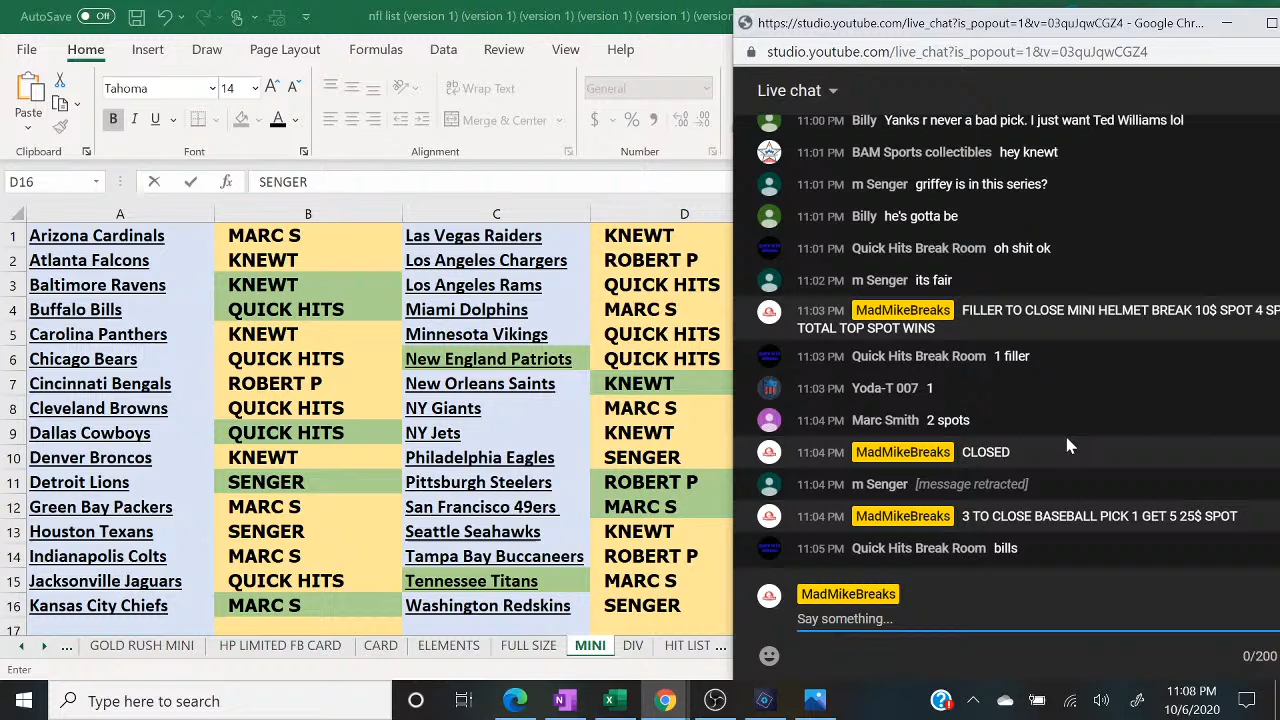 AutoSave Off nfl list (version 1) (version 1) (version 1)
File Home Insert Draw Page Layout Formulas Data Review View Help
Paste
Tahoma 14
B I U
General
Wrap Text
Merge & Center
$ % 9
Clipboard Font Alignment Number
D16 SENGER
A B C D
1 Arizona Cardinals MARC S Las Vegas Raiders KNEWT
2 Atlanta Falcons KNEWT Los Angeles Chargers ROBERT P
3 Baltimore Ravens KNEWT Los Angeles Rams QUICK HITS
4 Buffalo Bills QUICK HITS Miami Dolphins MARC S
5 Carolina Panthers KNEWT Minnesota Vikings QUICK HITS
6 Chicago Bears QUICK HITS New England Patriots QUICK HITS
7 Cincinnati Bengals ROBERT P New Orleans Saints KNEWT
8 Cleveland Browns QUICK HITS NY Giants MARC S
9 Dallas Cowboys QUICK HITS NY Jets KNEWT
10 Denver Broncos KNEWT Philadelphia Eagles SENGER
11 Detroit Lions SENGER Pittsburgh Steelers ROBERT P
12 Green Bay Packers MARC S San Francisco 49ers MARC S
13 Houston Texans SENGER Seattle Seahawks KNEWT
14 Indianapolis Colts MARC S Tampa Bay Buccaneers ROBERT P
15 Jacksonville Jaguars QUICK HITS Tennessee Titans MARC S
16 Kansas City Chiefs MARC S Washington Redskins SENGER
17
... GOLD RUSH MINI HP LIMITED FB CARD CARD ELEMENTS FULL SIZE MINI DIV HIT LIST ...
Enter
https://studio.youtube.com/live_chat?is_popout=1&v=03quJqwCGZ4 - Google Chr...
studio.youtube.com/live_chat?is_popout=1&v=03quJqwCGZ4
Live chat
11:00 PM Billy Yanks r never a bad pick. I just want Ted Williams lol
11:01 PM BAM Sports collectibles hey knewt
11:01 PM m Senger griffey is in this series?
11:01 PM Billy he's gotta be
11:01 PM Quick Hits Break Room oh shit ok
11:02 PM m Senger its fair
11:03 PM MadMikeBreaks FILLER TO CLOSE MINI HELMET BREAK 10$ SPOT 4 SP
TOTAL TOP SPOT WINS
11:03 PM Quick Hits Break Room 1 filler
11:03 PM Yoda-T 007 1
11:04 PM Marc Smith 2 spots
11:04 PM MadMikeBreaks CLOSED
11:04 PM m Senger [message retracted]
11:04 PM MadMikeBreaks 3 TO CLOSE BASEBALL PICK 1 GET 5 25$ SPOT
11:05 PM Quick Hits Break Room bills
MadMikeBreaks
Say something...
0/200
Type here to search
11:08 PM
10/6/2020